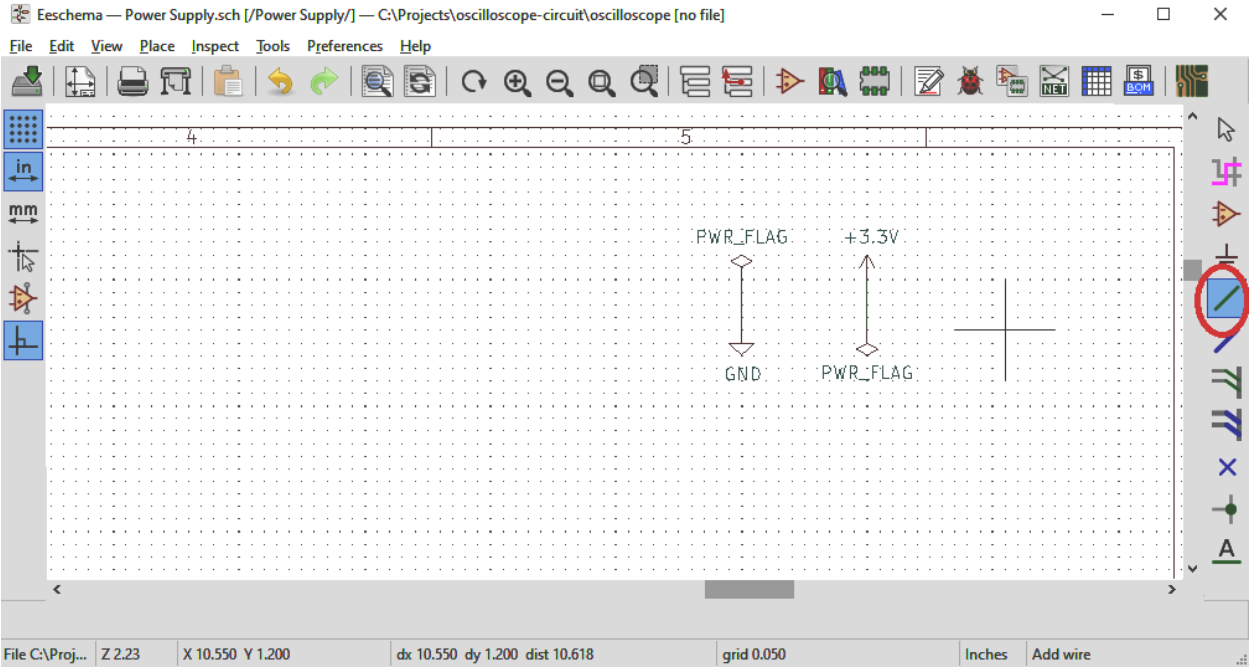 Eeschema — Power Supply.sch [/Power Supply/] — C:\Projects\oscilloscope-circuit\oscilloscope [no file]
File Edit View Place Inspect Tools Preferences Help
NET
$
BOM
in
mm
4 5
PWR_FLAG +3.3V
GND PWR_FLAG
A
File C:\Proj... Z 2.23 X 10.550 Y 1.200 dx 10.550 dy 1.200 dist 10.618 grid 0.050 Inches Add wire